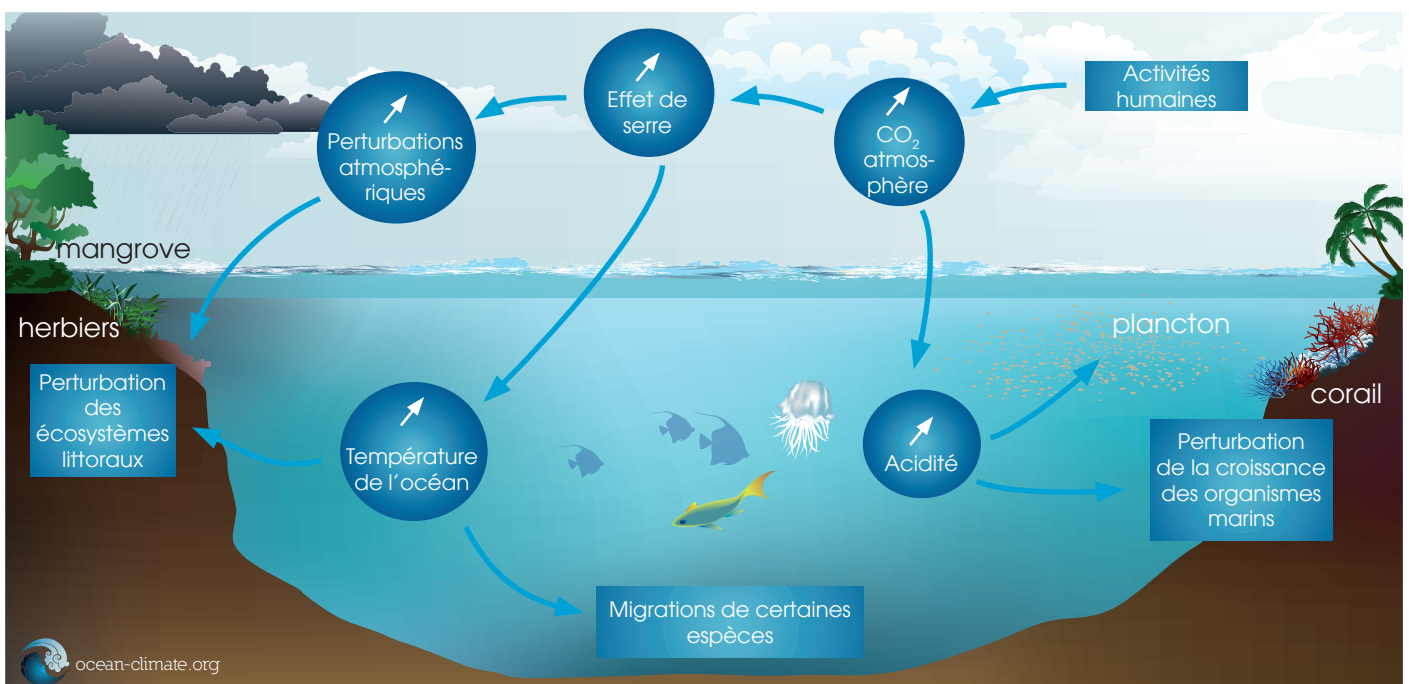 Activités
humaines
CO₂
atmos-
phère
Effet de
serre
Perturbations
atmosphé-
riques
mangrove
herbiers
Perturbation
des
écosystèmes
littoraux
Température
de l'océan
Acidité
plancton
corail
Perturbation
de la croissance
des organismes
marins
Migrations de certaines
espèces
ocean-climate.org